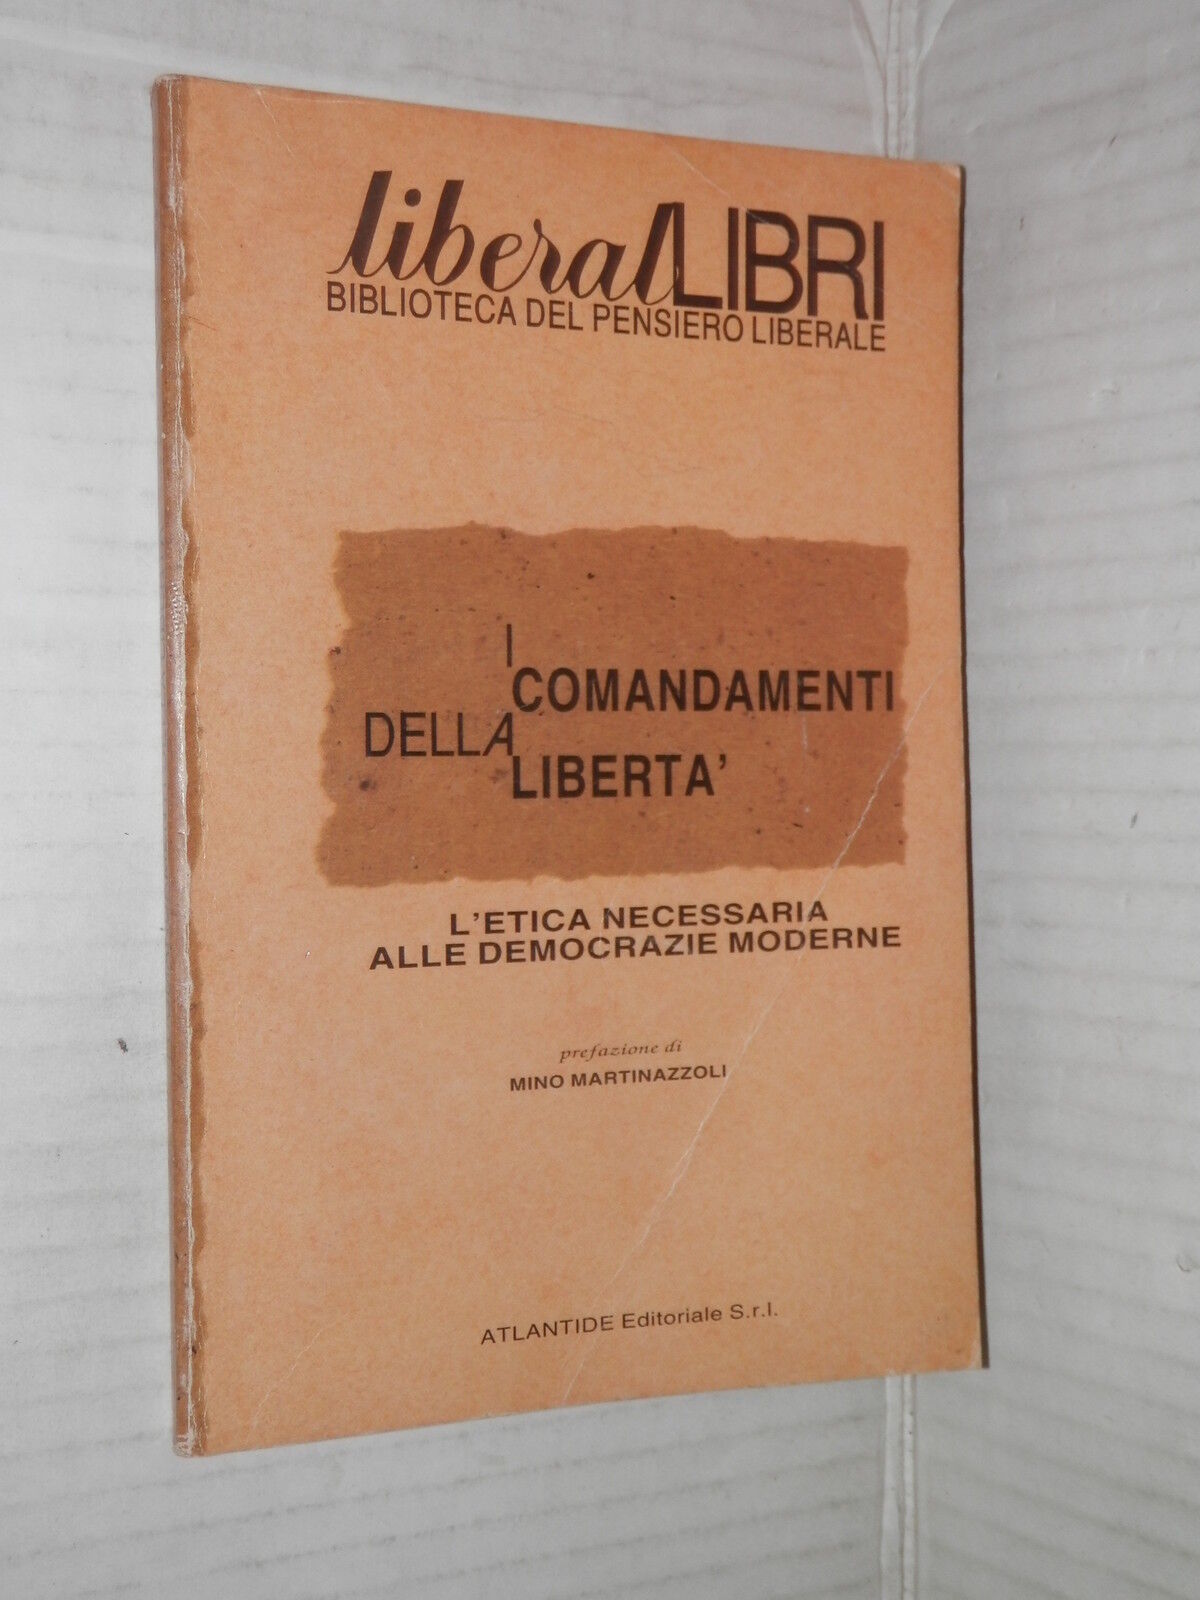 liberalLIBRI
BIBLIOTECA DEL PENSIERO LIBERALE
I
COMANDAMENTI
DELLA
LIBERTA'
L'ETICA NECESSARIA
ALLE DEMOCRAZIE MODERNE
prefazione di
MINO MARTINAZZOLI
ATLANTIDE Editoriale S.r.l.